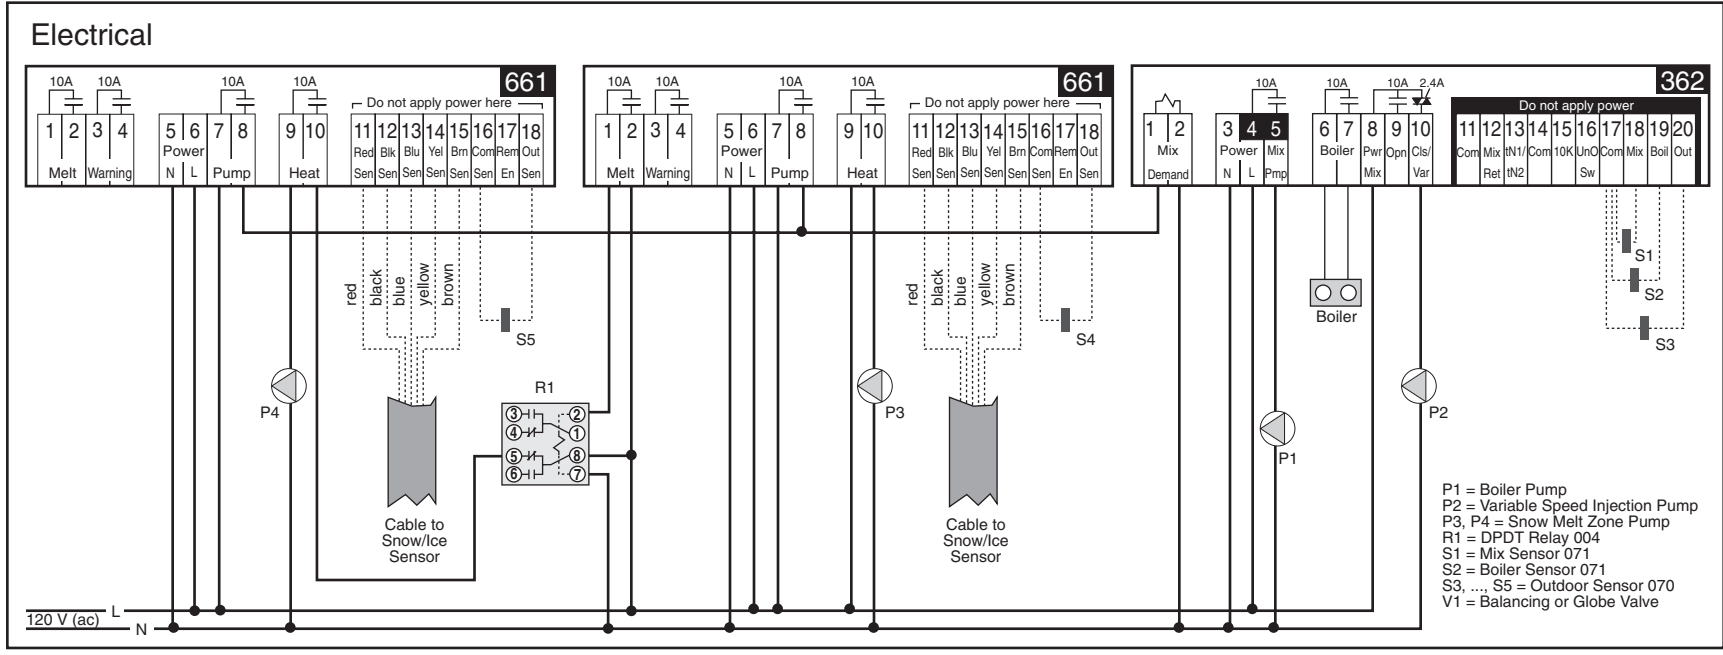 Electrical
661
10A 10A 10A 10A
Do not apply power here
1 2 3 4 5 6 7 8 9 10 11 12 13 14 15 16 17 18
Red Blk Blu Yel Brn Com Rem Out
Power
Melt Warning N L Pump Heat Sen Sen Sen Sen Sen Sen En Sen
661
10A 10A 10A 10A
Do not apply power here
1 2 3 4 5 6 7 8 9 10 11 12 13 14 15 16 17 18
Red Blk Blu Yel Brn Com Rem Out
Power
Melt Warning N L Pump Heat Sen Sen Sen Sen Sen Sen En Sen
362
10A 10A 10A 2.4A
Do not apply power
1 2 3 4 5 6 7 8 9 10 11 12 13 14 15 16 17 18 19 20
Mix Power Mix Boiler Pwr Opn Cls/ Com Mix tN1/ Com 10K UnO Com Mix Boil Out
Demand N L Pmp Mix Var Ret tN2 Sw
red
black
blue
yellow
brown
S5
red
black
blue
yellow
brown
S4
S1
S2
S3
Boiler
P4
R1
3 2
4 1
5 8
6 7
P3
P1
P2
Cable to
Snow/Ice
Sensor
Cable to
Snow/Ice
Sensor
P1 = Boiler Pump
P2 = Variable Speed Injection Pump
P3, P4 = Snow Melt Zone Pump
R1 = DPDT Relay 004
S1 = Mix Sensor 071
S2 = Boiler Sensor 071
S3, ..., S5 = Outdoor Sensor 070
V1 = Balancing or Globe Valve
120 V (ac)
L
N